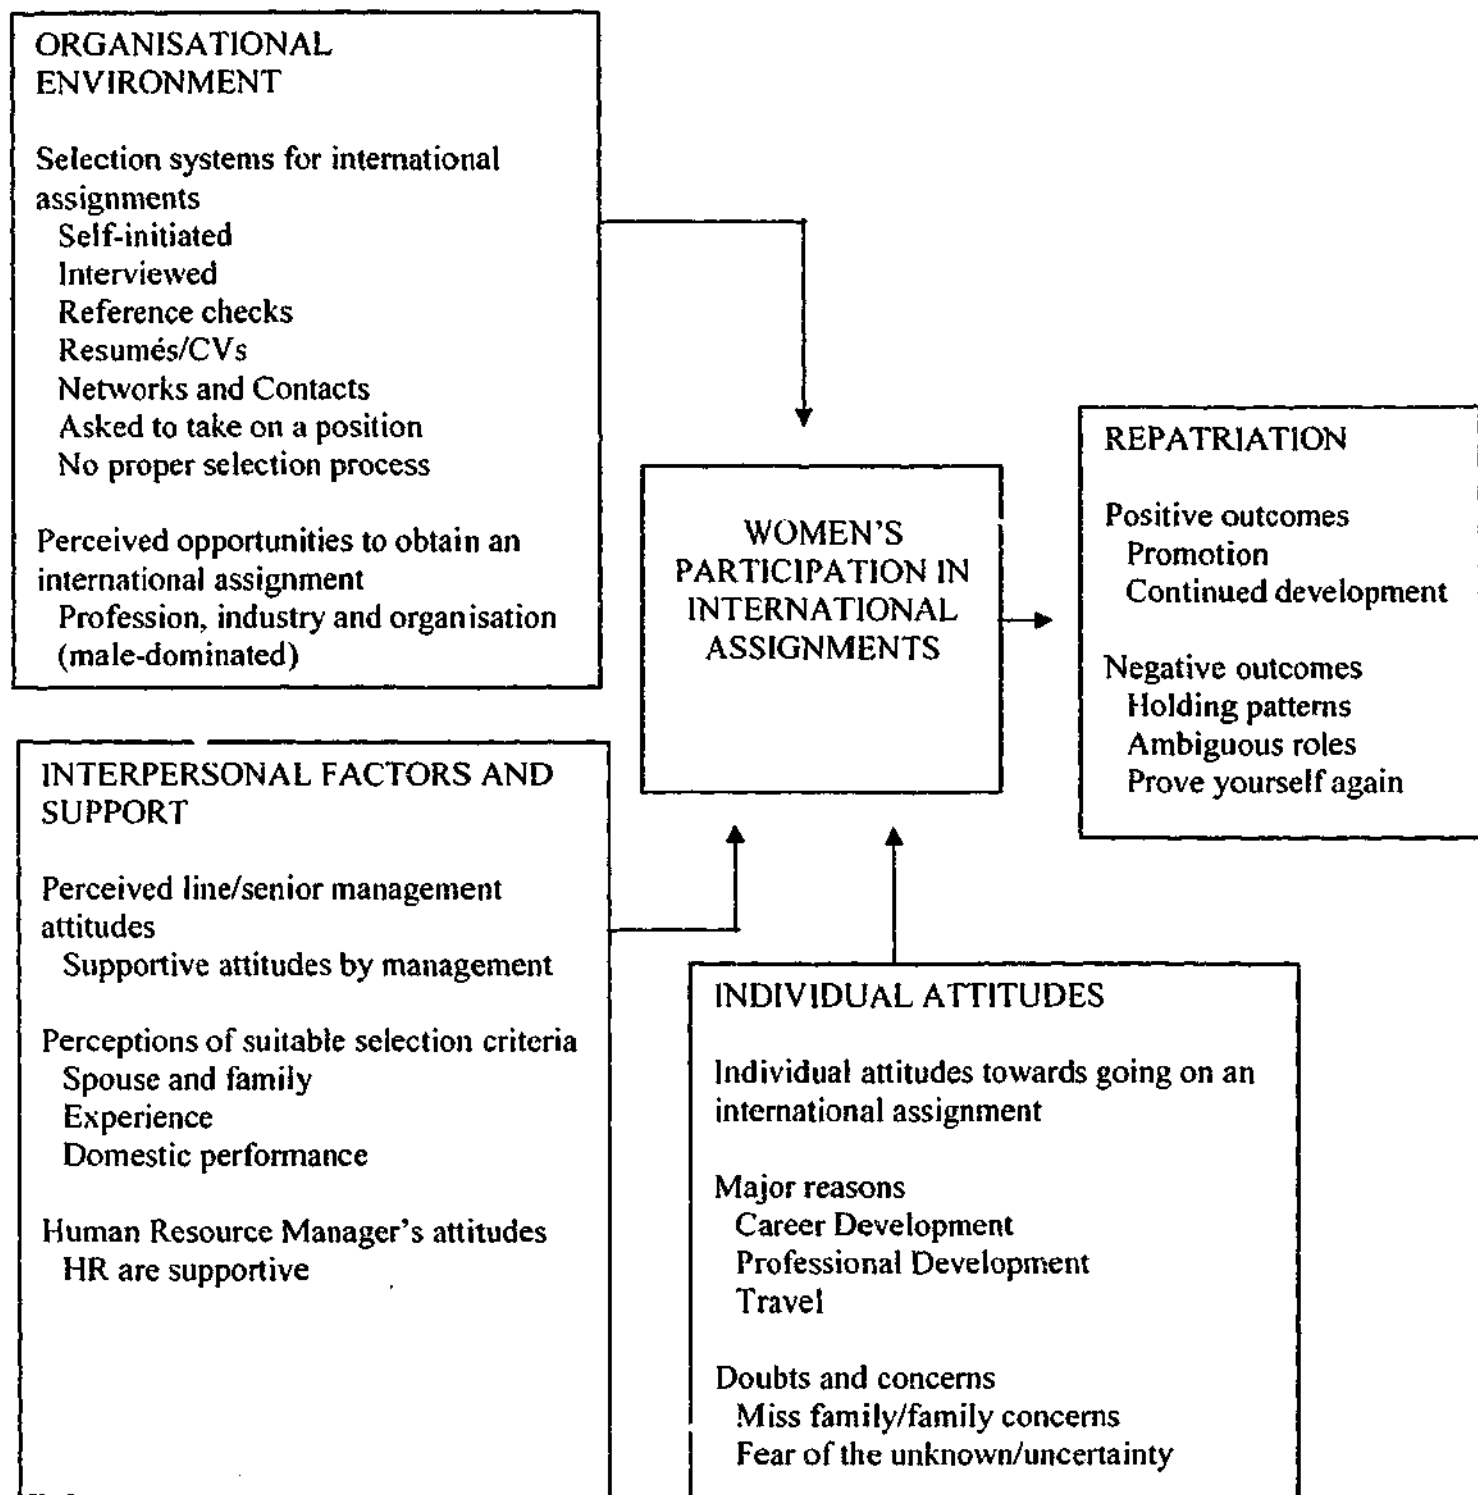 ORGANISATIONAL
ENVIRONMENT
Selection systems for international
assignments
Self-initiated
Interviewed
Reference checks
Resumés/CVs
Networks and Contacts
Asked to take on a position
No proper selection process
Perceived opportunities to obtain an
international assignment
Profession, industry and organisation
(male-dominated)
INTERPERSONAL FACTORS AND
SUPPORT
Perceived line/senior management
attitudes
Supportive attitudes by management
Perceptions of suitable selection criteria
Spouse and family
Experience
Domestic performance
Human Resource Manager's attitudes
HR are supportive
WOMEN'S
PARTICIPATION IN
INTERNATIONAL
ASSIGNMENTS
INDIVIDUAL ATTITUDES
Individual attitudes towards going on an
international assignment
Major reasons
Career Development
Professional Development
Travel
Doubts and concerns
Miss family/family concerns
Fear of the unknown/uncertainty
REPATRIATION
Positive outcomes
Promotion
Continued development
Negative outcomes
Holding patterns
Ambiguous roles
Prove yourself again